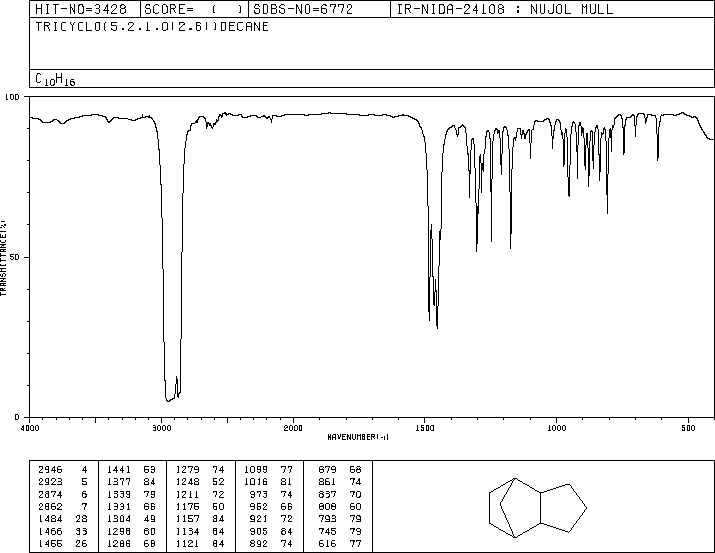 HIT-NO=3428 SCORE= ( ) SDBS-NO=6772 IR-NIDA-24108 : NUJOL MULL
TRICYCLO(5.2.1.0(2.6))DECANE
C10H16
100
50
0
TRANSMITTANCE(%)
4000 3000 2000 1500 1000 500
WAVENUMBER(-1)
2946 4 1441 53 1279 74 1099 77 879 68
2923 5 1377 84 1248 52 1016 81 861 74
2874 6 1339 79 1211 72 973 74 837 70
2862 7 1331 66 1175 50 952 66 808 60
1484 28 1304 49 1157 84 921 72 793 79
1466 33 1298 60 1134 84 905 84 745 79
1455 26 1286 68 1121 84 892 74 616 77